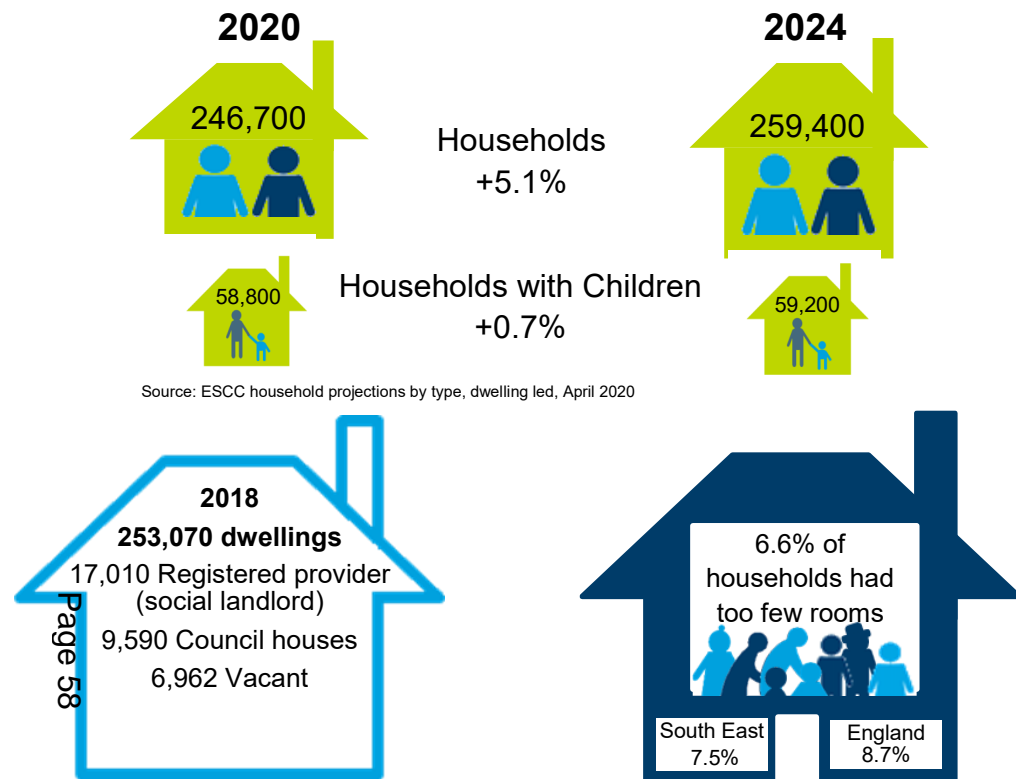 2020
2024
246,700
Households
+5.1%
259,400
58,800
Households with Children
+0.7%
59,200
Source: ESCC household projections by type, dwelling led, April 2020
2018
253,070 dwellings
17,010 Registered provider
(social landlord)
9,590 Council houses
6,962 Vacant
Page 58
6.6% of
households had
too few rooms
South East
7.5%
England
8.7%